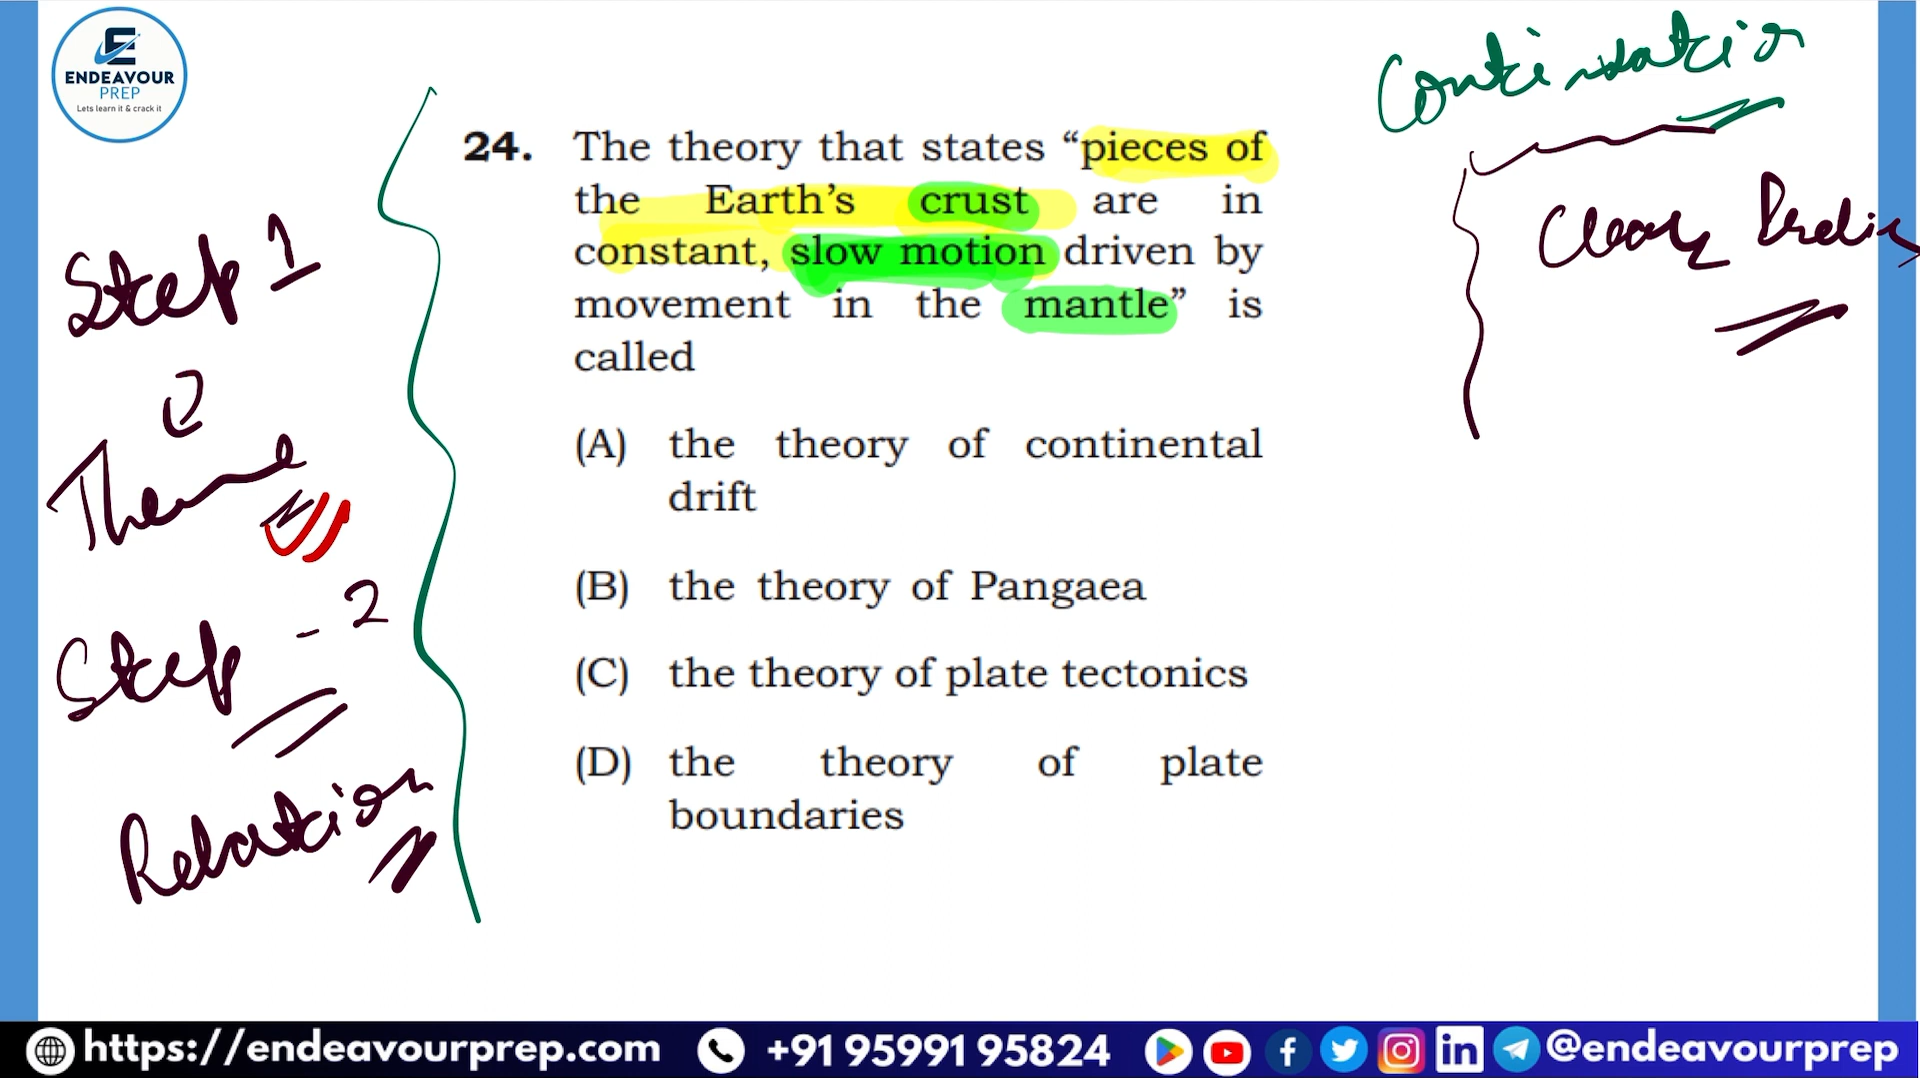 ENDEAVOUR
PREP
Lets learn it & crack it
24. The theory that states “pieces of
the Earth’s crust are in
constant, slow motion driven by
movement in the mantle” is
called
(A) the theory of continental
drift
(B) the theory of Pangaea
(C) the theory of plate tectonics
(D) the theory of plate
boundaries
Step 1
Theme
Step - 2
Relation
https://endeavourprep.com +91 95991 95824 @endeavourprep